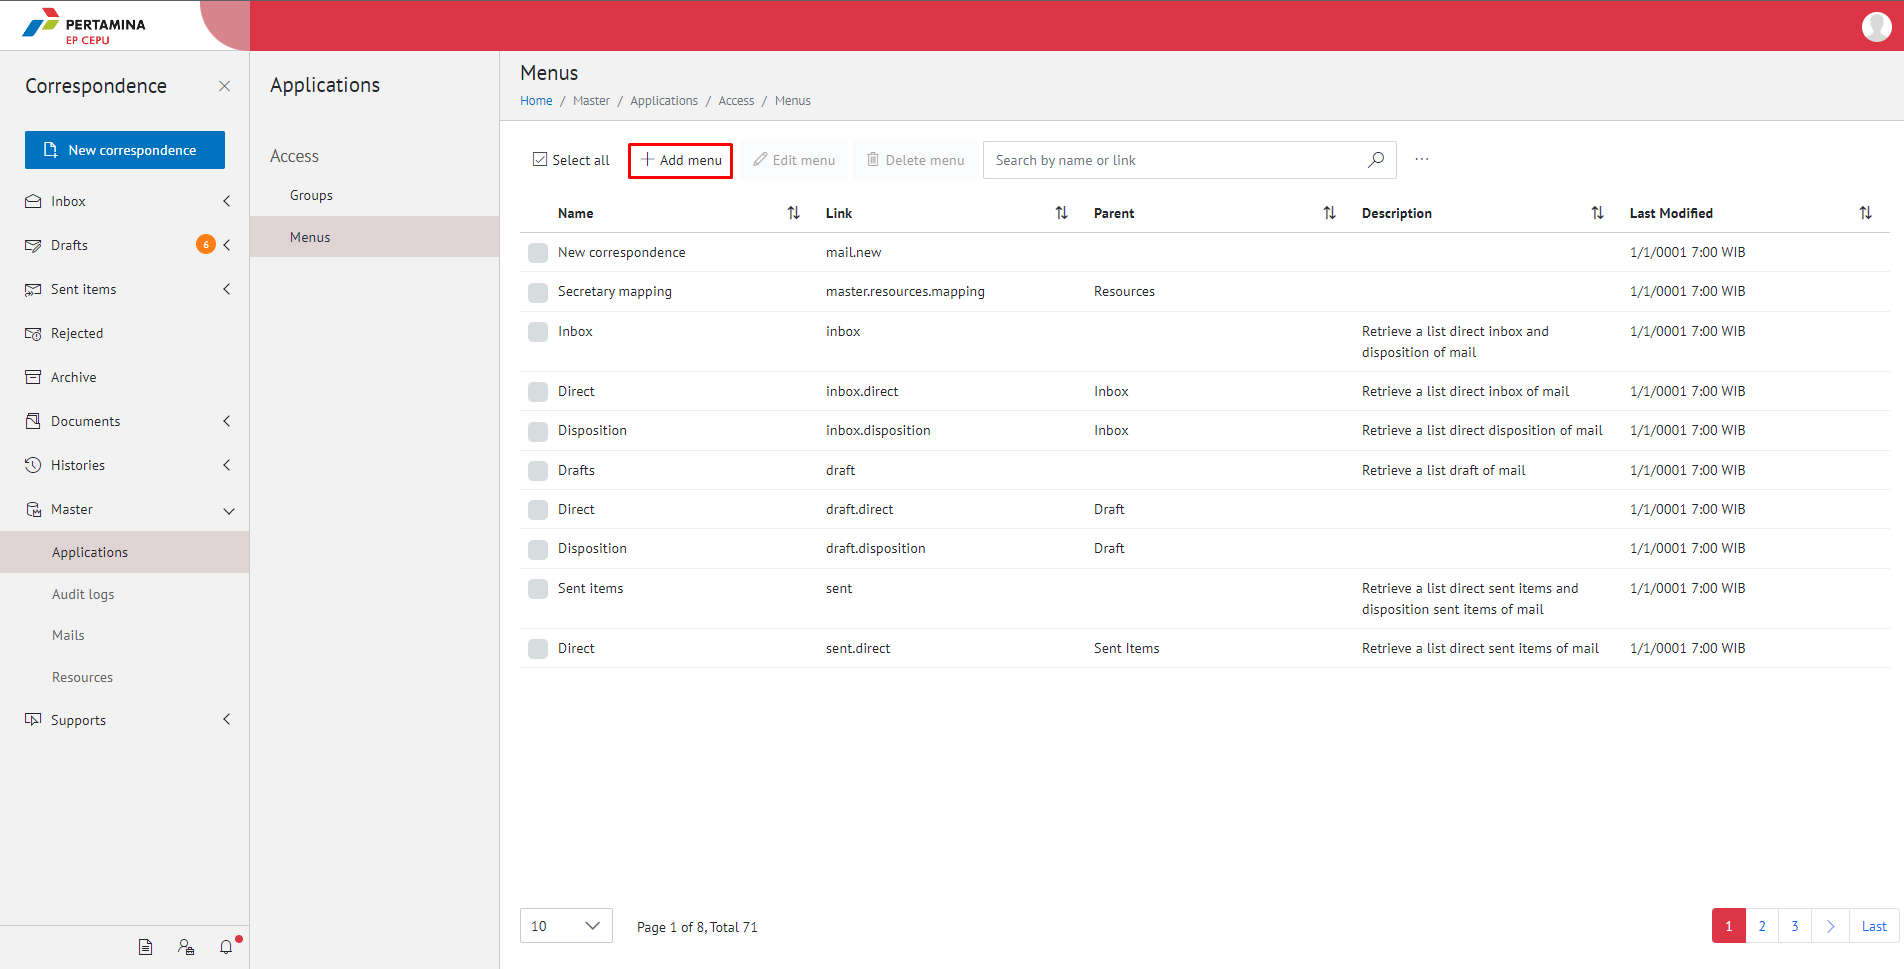 PERTAMINA
EP CEPU
Correspondence
New correspondence
Inbox
Drafts 6
Sent items
Rejected
Archive
Documents
Histories
Master
Applications
Audit logs
Mails
Resources
Supports
Applications
Access
Groups
Menus
Menus
Home / Master / Applications / Access / Menus
Select all Add menu Edit menu Delete menu Search by name or link ...
Name Link Parent Description Last Modified
New correspondence mail.new 1/1/0001 7:00 WIB
Secretary mapping master.resources.mapping Resources 1/1/0001 7:00 WIB
Inbox inbox Retrieve a list direct inbox and 1/1/0001 7:00 WIB
disposition of mail
Direct inbox.direct Inbox Retrieve a list direct inbox of mail 1/1/0001 7:00 WIB
Disposition inbox.disposition Inbox Retrieve a list direct disposition of mail 1/1/0001 7:00 WIB
Drafts draft Retrieve a list draft of mail 1/1/0001 7:00 WIB
Direct draft.direct Draft 1/1/0001 7:00 WIB
Disposition draft.disposition Draft 1/1/0001 7:00 WIB
Sent items sent Retrieve a list direct sent items and 1/1/0001 7:00 WIB
disposition sent items of mail
Direct sent.direct Sent Items Retrieve a list direct sent items of mail 1/1/0001 7:00 WIB
10 Page 1 of 8, Total 71 1 2 3 > Last